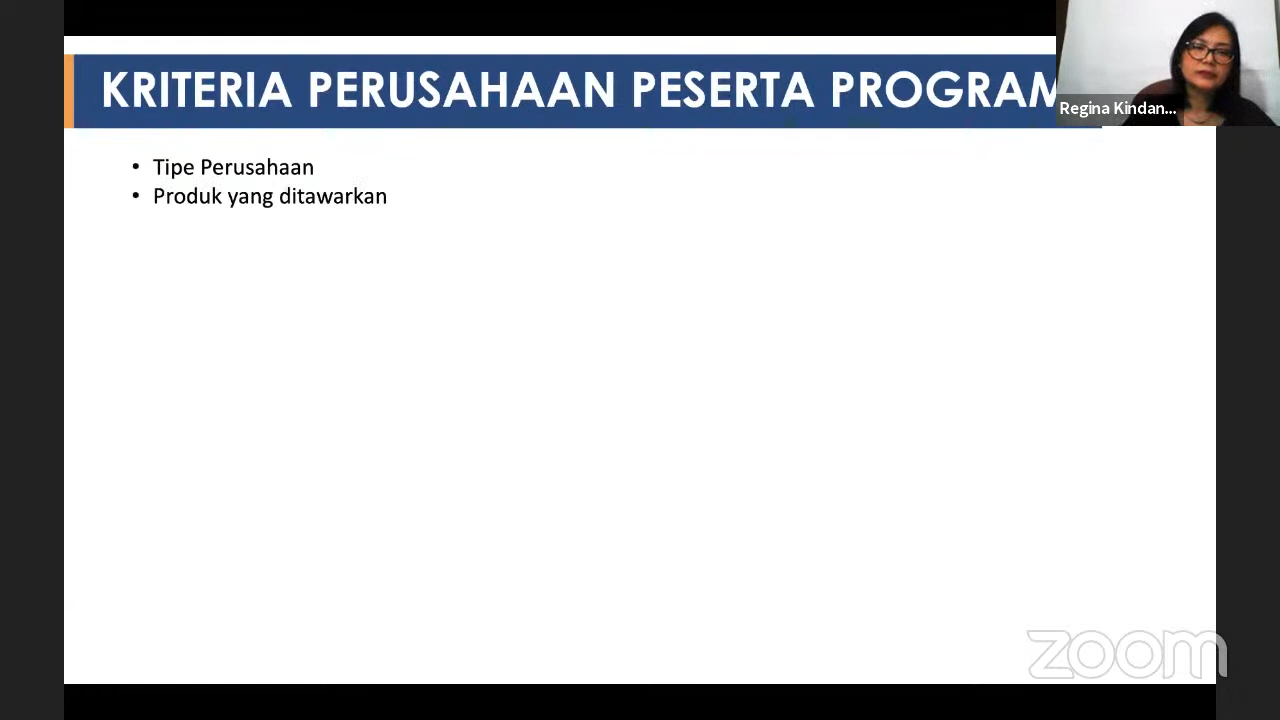 KRITERIA PERUSAHAAN PESERTA PROGRAM
Regina Kindan...
• Tipe Perusahaan
• Produk yang ditawarkan
zoom